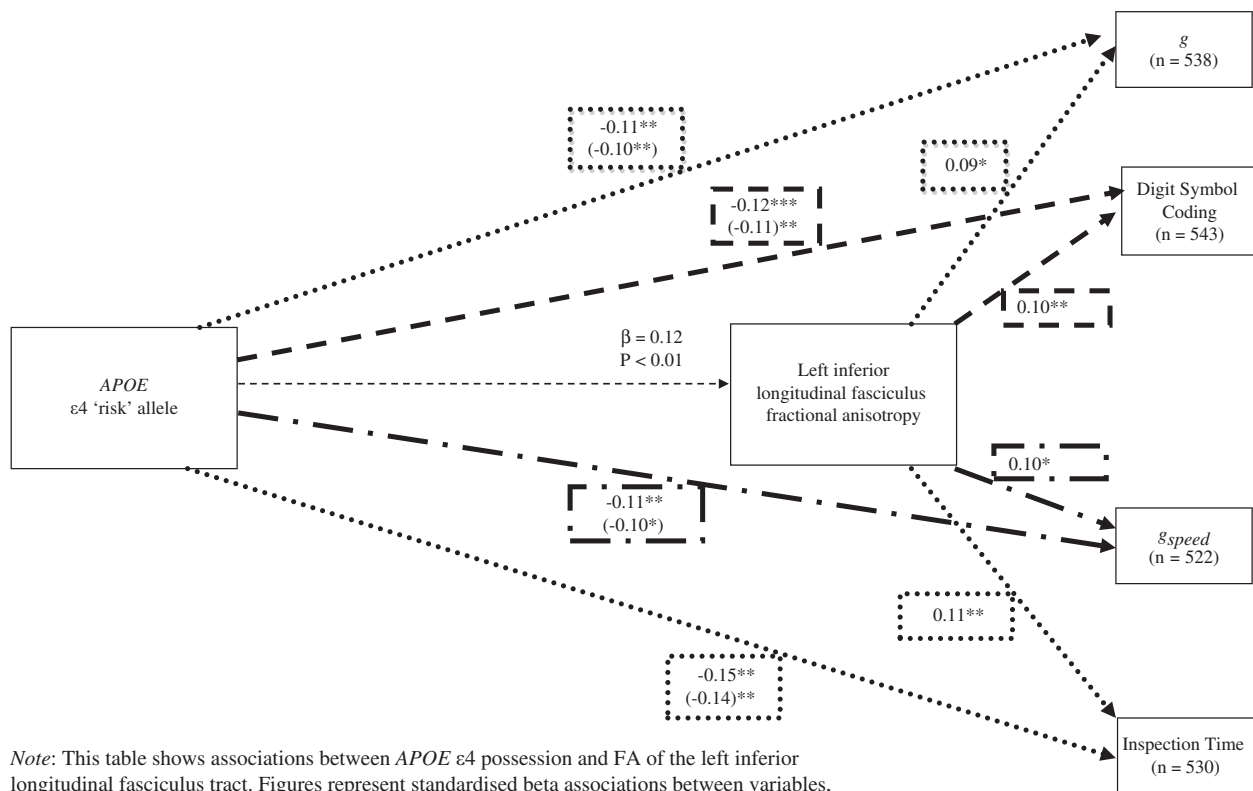 g
(n = 538)
-0.11**
(-0.10**)
0.09*
-0.12***
(-0.11)**
Digit Symbol
Coding
(n = 543)
0.10**
β = 0.12
P < 0.01
APOE
ε4 ‘risk’ allele
Left inferior
longitudinal fasciculus
fractional anisotropy
0.10*
-0.11**
(-0.10*)
gspeed
(n = 522)
0.11**
-0.15**
(-0.14)**
Inspection Time
(n = 530)
Note: This table shows associations between APOE ε4 possession and FA of the left inferior
longitudinal fasciculus tract. Figures represent standardised beta associations between variables,